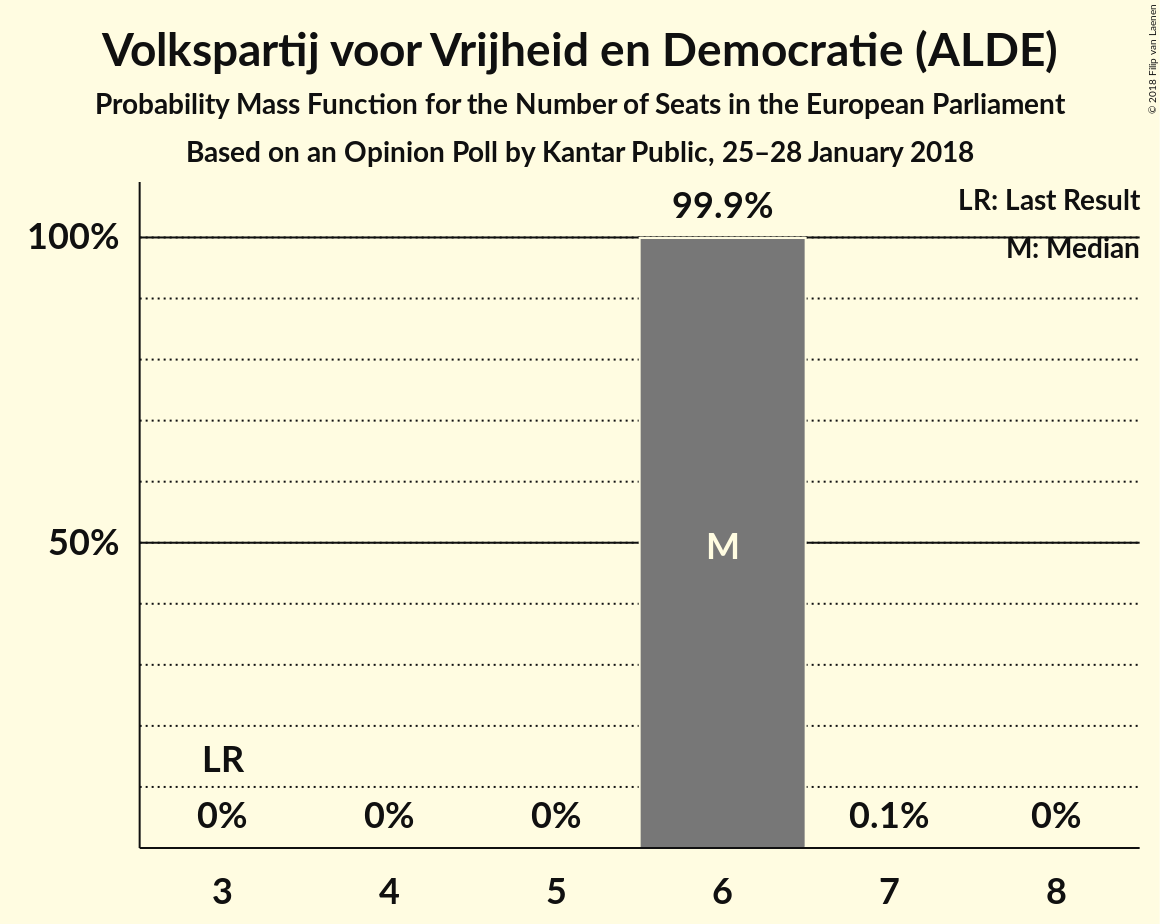 Volkspartij voor Vrijheid en Democratie (ALDE)
Probability Mass Function for the Number of Seats in the European Parliament
Based on an Opinion Poll by Kantar Public, 25–28 January 2018
© 2018 Filip van Laenen
LR: Last Result
M: Median
99.9%
100%
50%
M
LR
0% 0% 0% 0.1% 0%
3 4 5 6 7 8